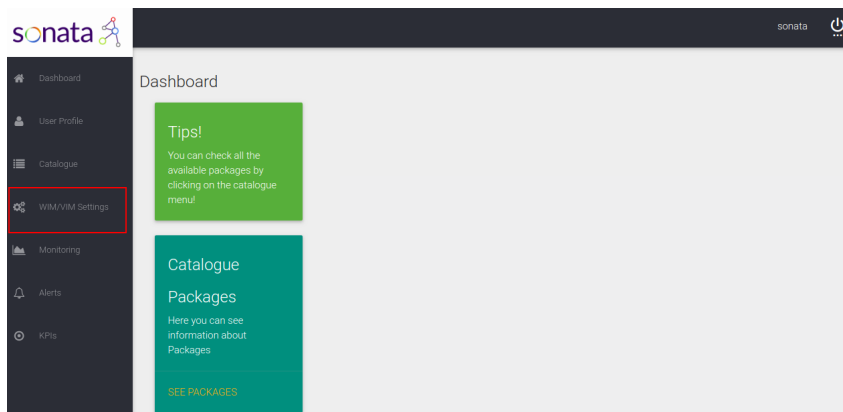 sonata
sonata
Dashboard
User Profile
Catalogue
WIM/VIM Settings
Monitoring
Alerts
KPIs
Dashboard
Tips!
You can check all the
available packages by
clicking on the catalogue
menu!
Catalogue
Packages
Here you can see
information about
Packages
SEE PACKAGES